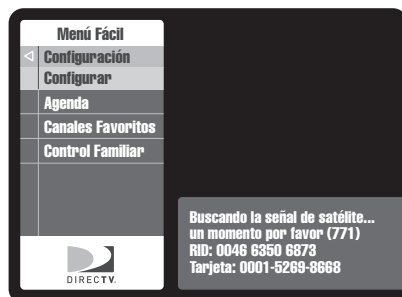 Menú Fácil
Configuración
Configurar
Agenda
Canales Favoritos
Control Familiar
Buscando la señal de satélite...
un momento por favor (771)
RID: 0046 6350 6873
Tarjeta: 0001-5269-8668
DIRECTV.